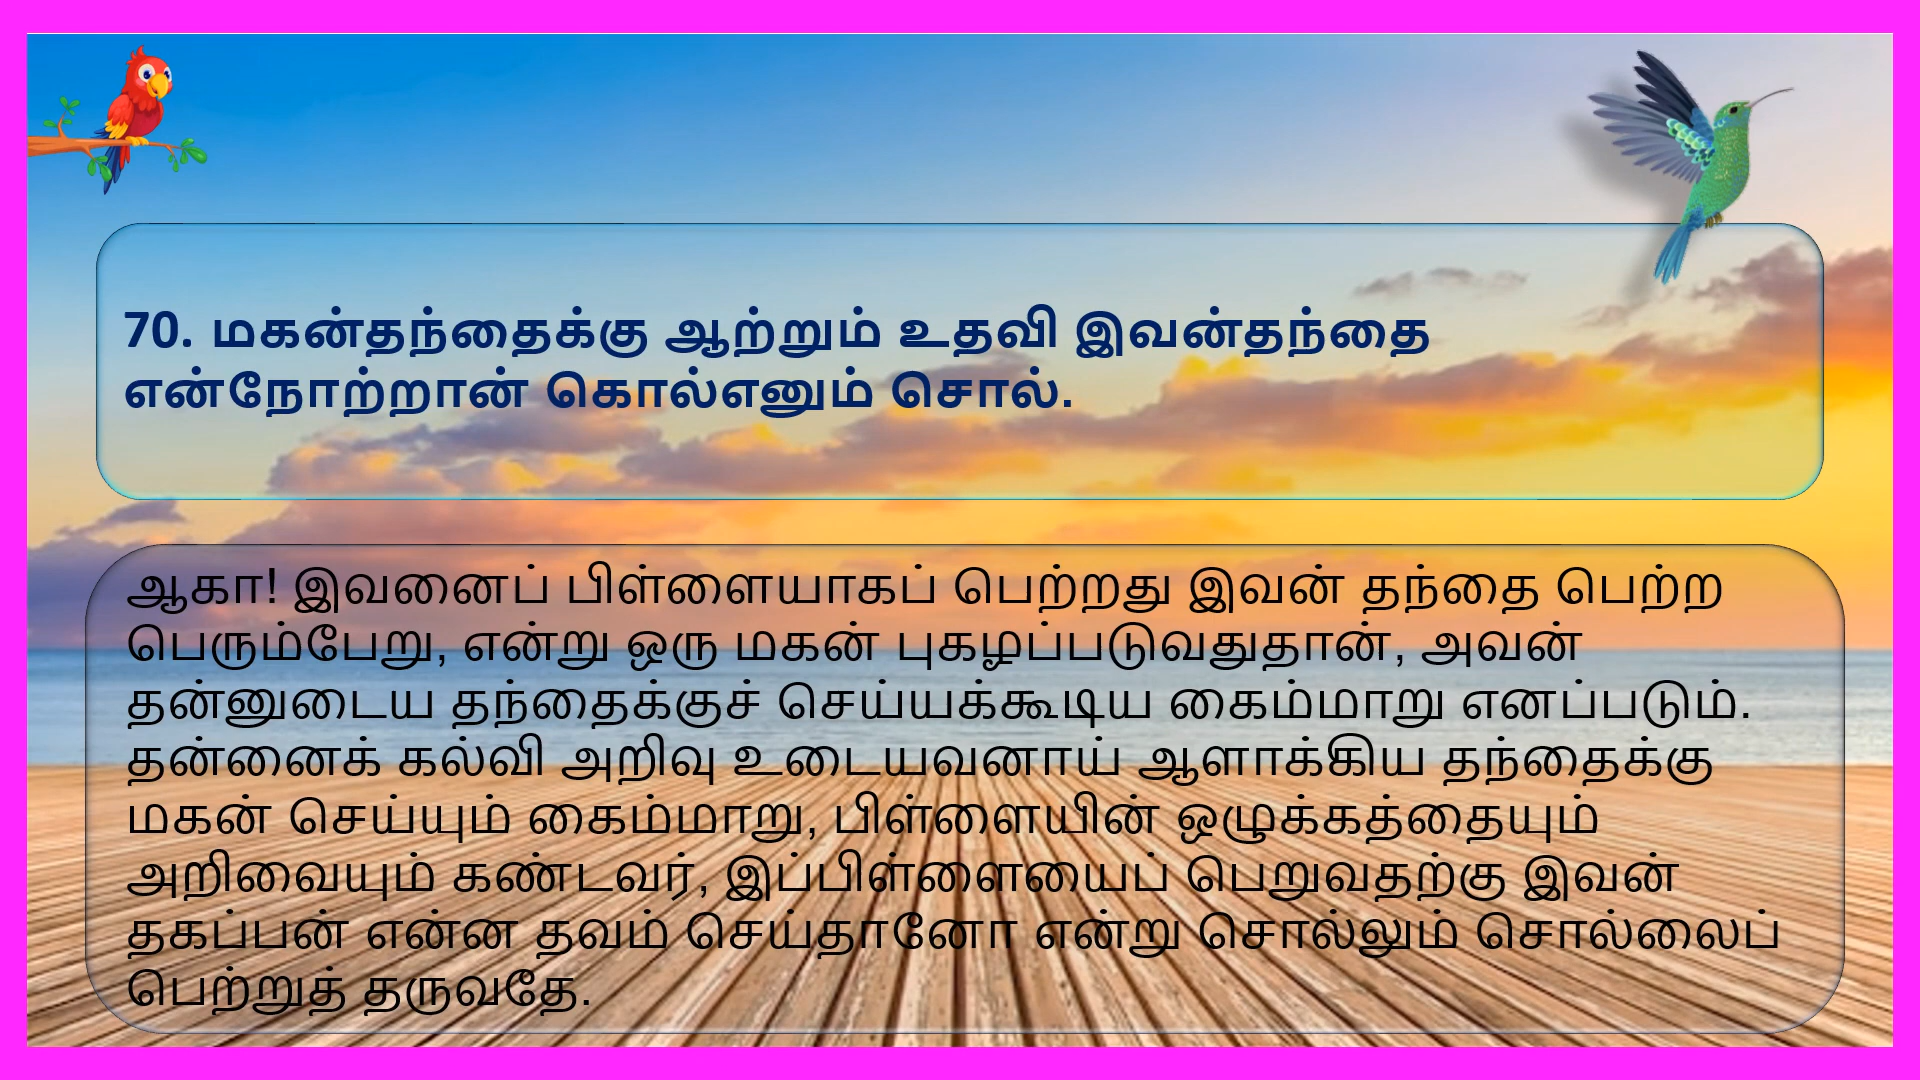 70. மகன்தந்தைக்கு ஆற்றும் உதவி இவன்தந்தை
என்நோற்றான் கொல்எனும் சொல்.
ஆகா! இவனைப் பிள்ளையாகப் பெற்றது இவன் தந்தை பெற்ற
பெரும்பேறு, என்று ஒரு மகன் புகழப்படுவதுதான், அவன்
தன்னுடைய தந்தைக்குச் செய்யக்கூடிய கைம்மாறு எனப்படும்.
தன்னைக் கல்வி அறிவு உடையவனாய் ஆளாக்கிய தந்தைக்கு
மகன் செய்யும் கைம்மாறு, பிள்ளையின் ஒழுக்கத்தையும்
அறிவையும் கண்டவர், இப்பிள்ளையைப் பெறுவதற்கு இவன்
தகப்பன் என்ன தவம் செய்தானோ என்று சொல்லும் சொல்லைப்
பெற்றுத் தருவதே.